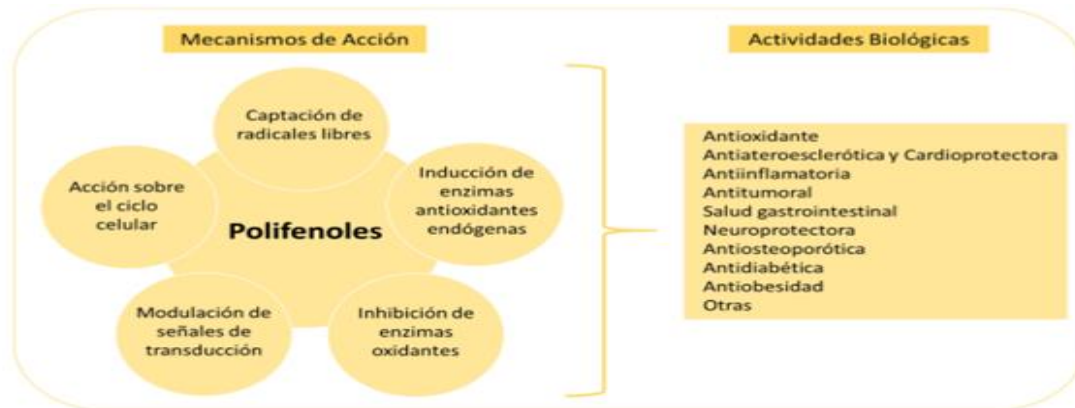 Mecanismos de Acción
Captación de
radicales libres
Inducción de
enzimas
antioxidantes
endógenas
Inhibición de
enzimas
oxidantes
Modulación de
señales de
transducción
Acción sobre
el ciclo
celular
Polifenoles
Actividades Biológicas
Antioxidante
Antiateroesclerótica y Cardioprotectora
Antiinflamatoria
Antitumoral
Salud gastrointestinal
Neuroprotectora
Antiosteoporótica
Antidiabética
Antiobesidad
Otras